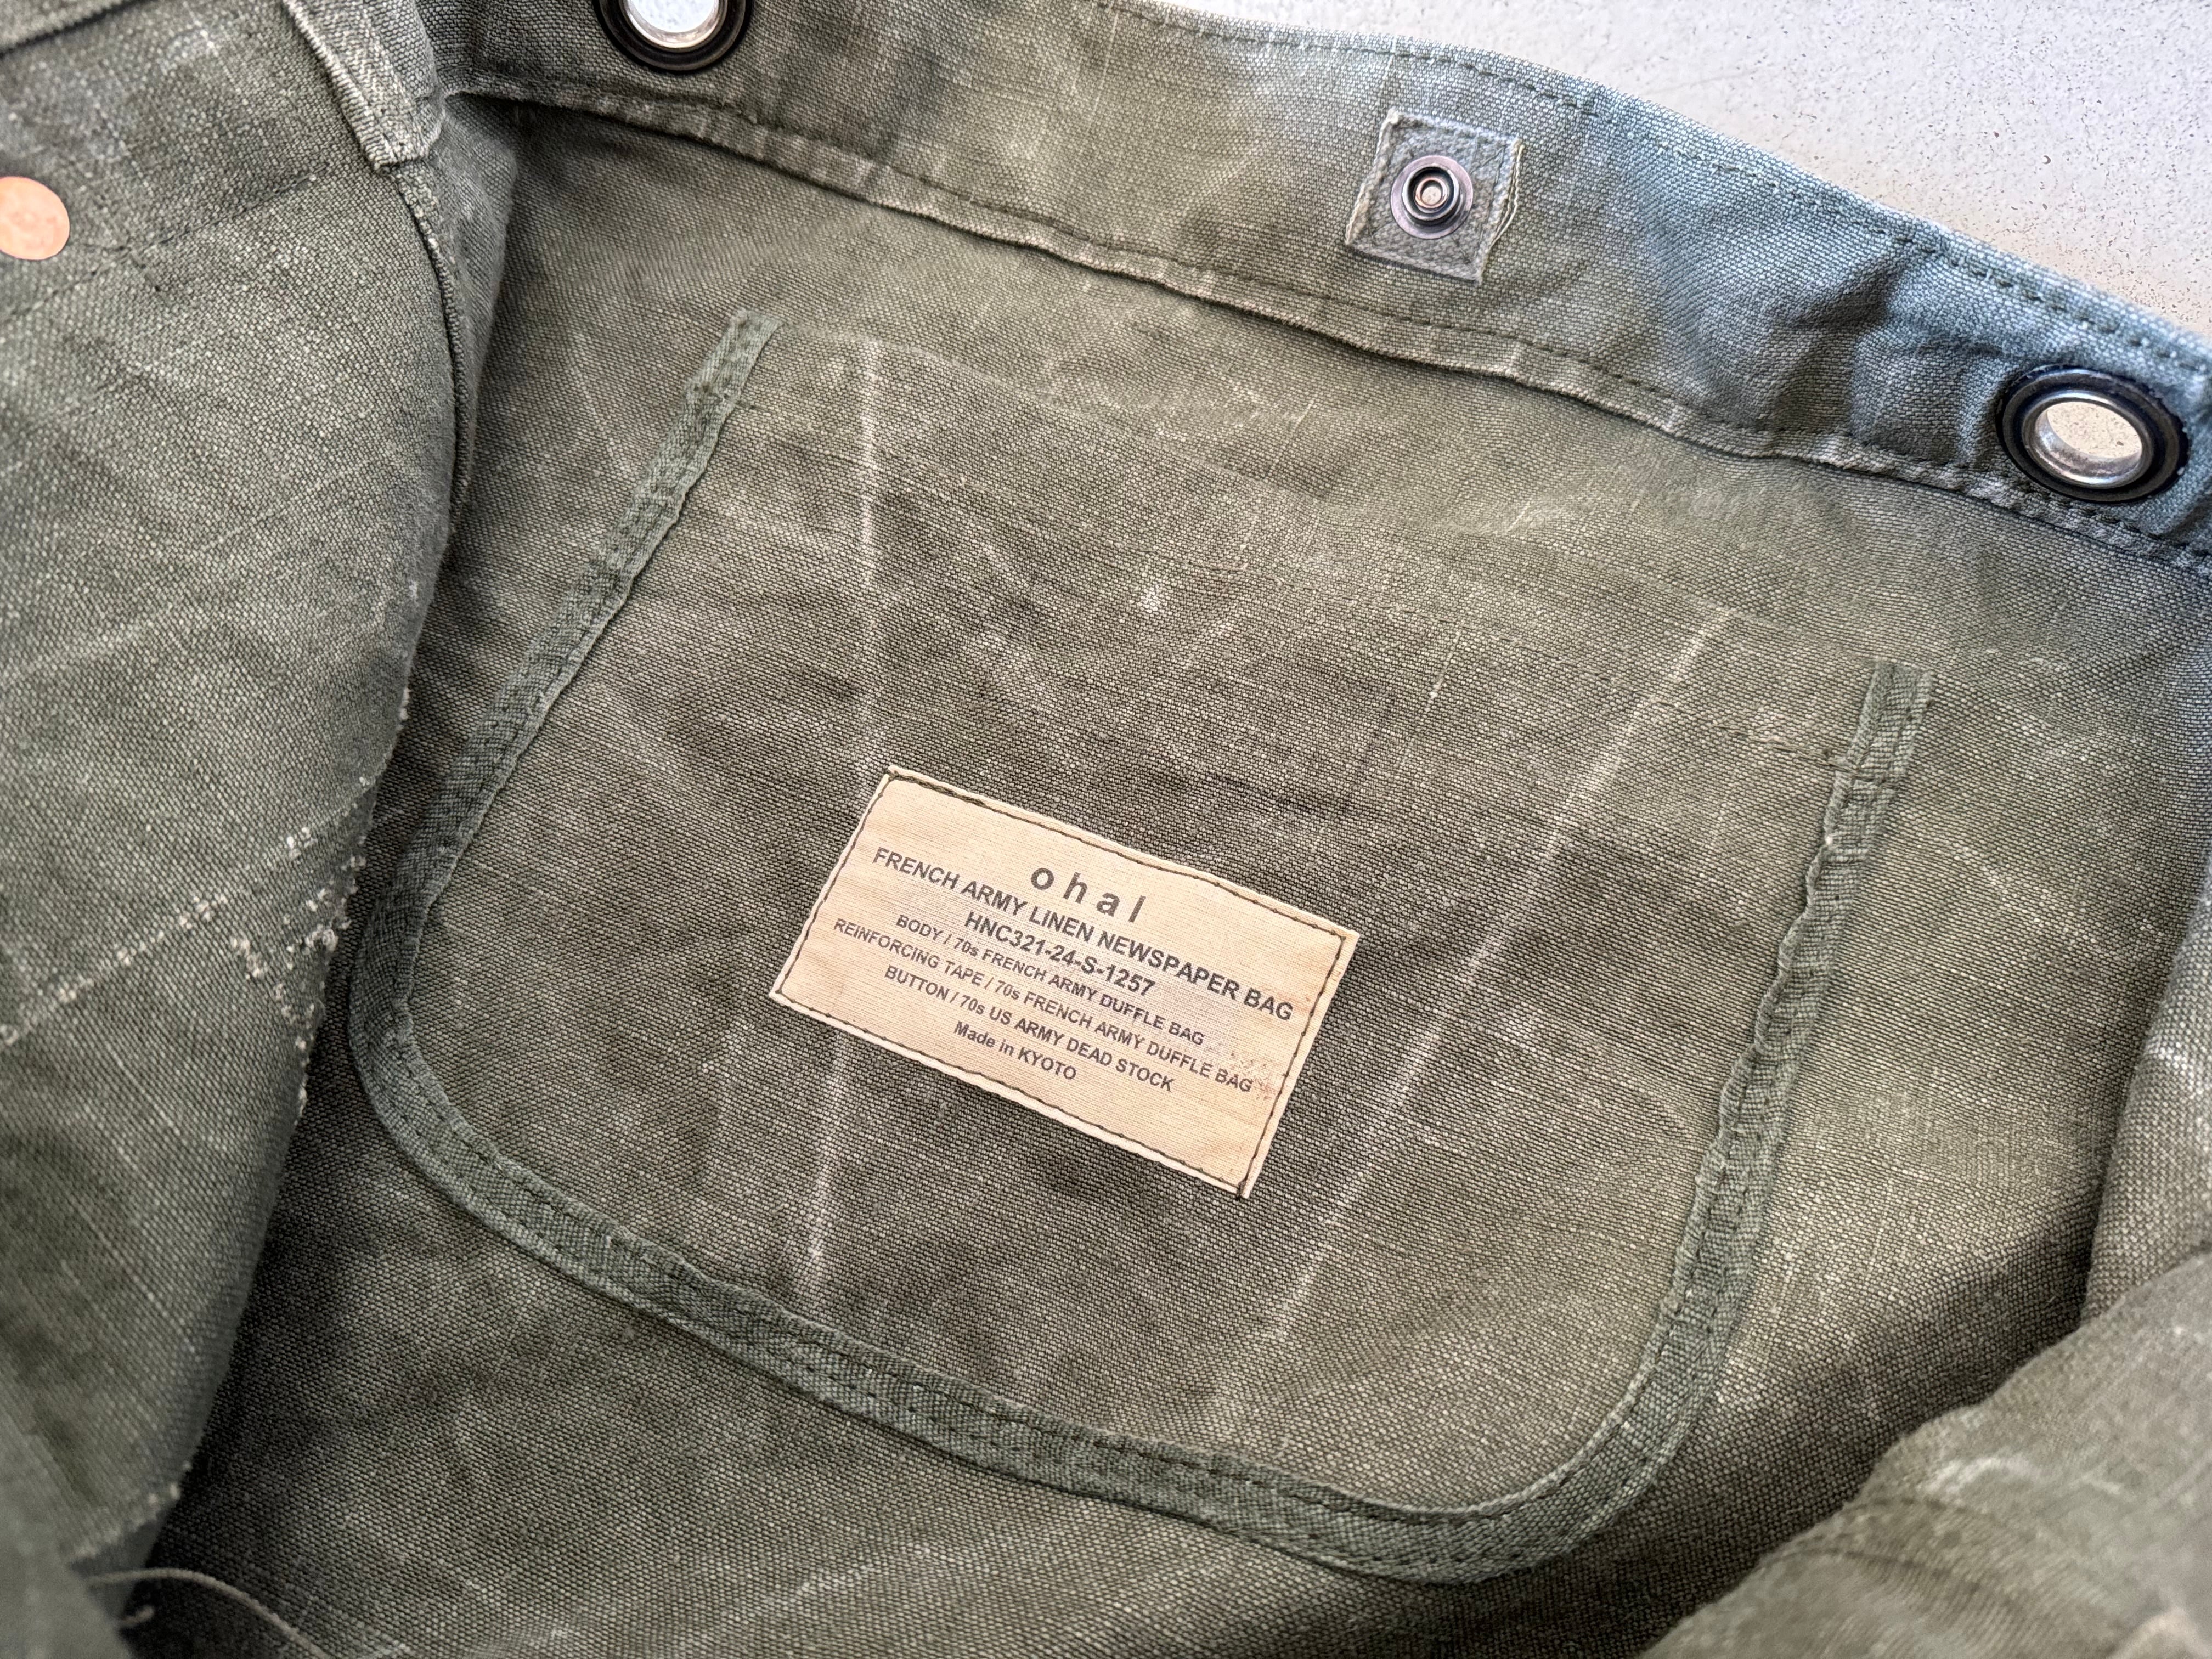 ohal
FRENCH ARMY LINEN NEWSPAPER BAG
HNC321-24-S-1257
BODY / 70s FRENCH ARMY DUFFLE BAG
REINFORCING TAPE / 70s FRENCH ARMY DUFFLE BAG
BUTTON / 70s US ARMY DEAD STOCK
Made in KYOTO